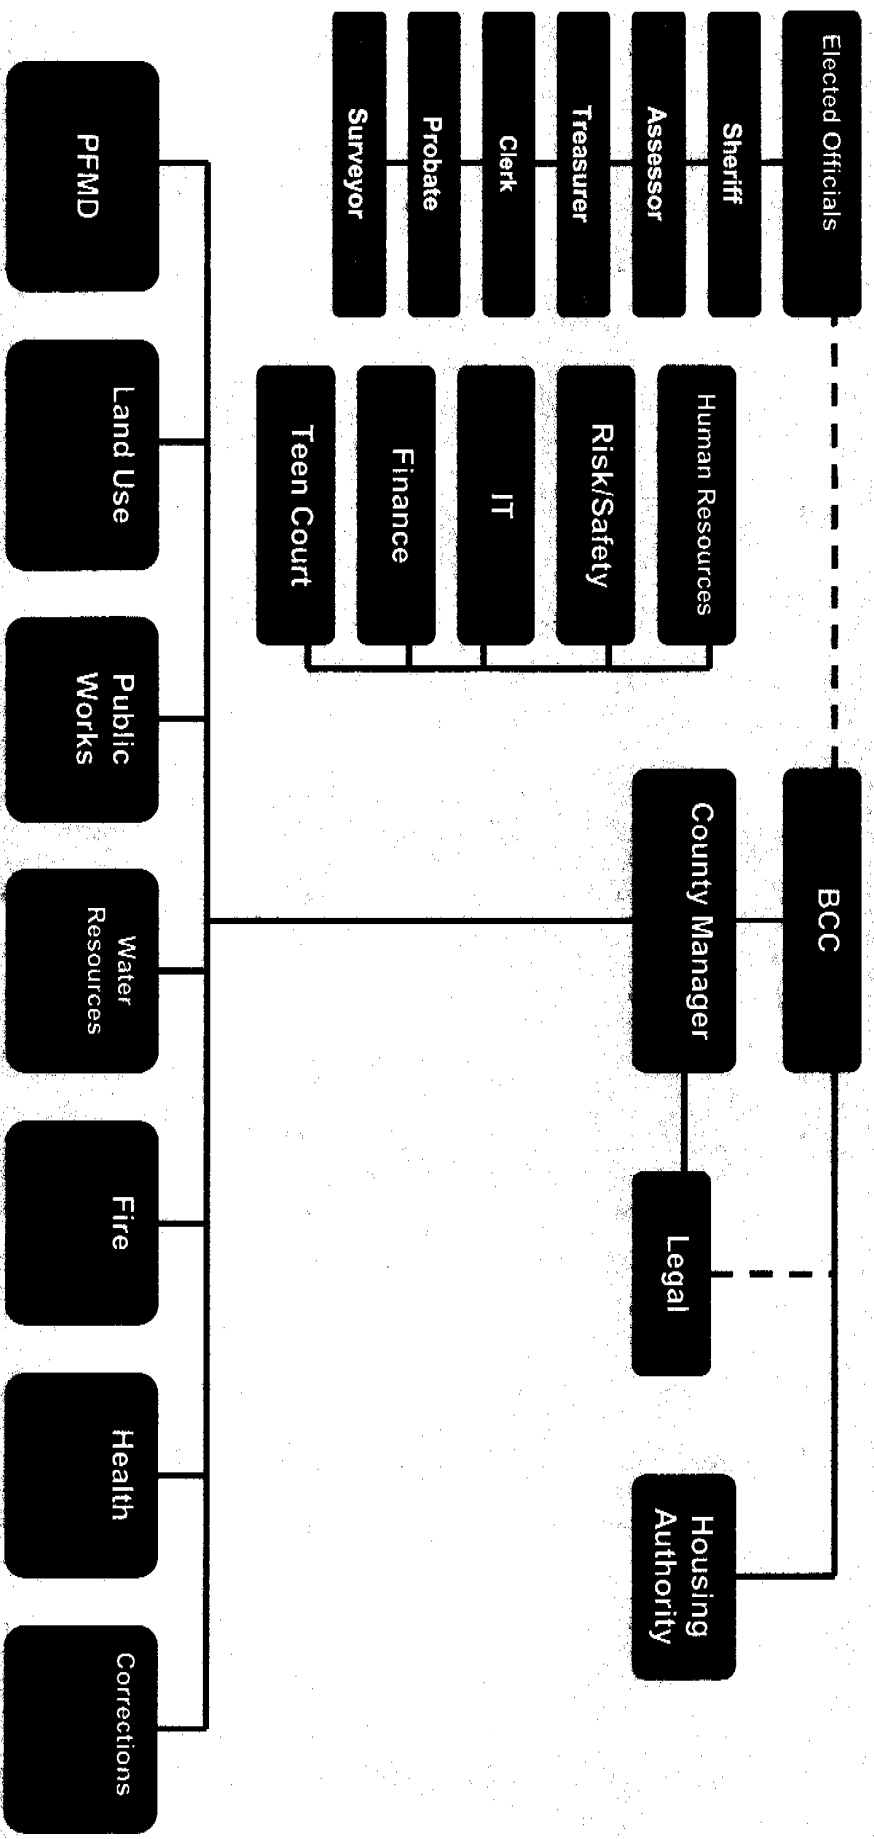 Elected Officials
Sheriff
Assessor
Treasurer
Clerk
Probate
Surveyor
BCC
County Manager
Legal
Housing
Authority
Human Resources
Risk/Safety
IT
Finance
Teen Court
PFMD
Land Use
Public
Works
Water
Resources
Fire
Health
Corrections